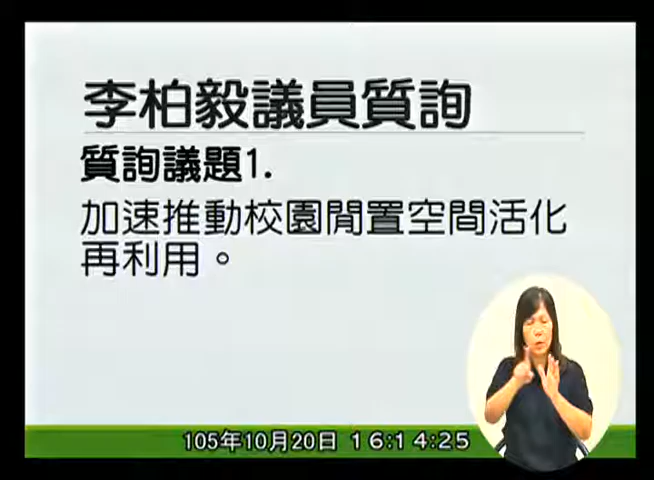 李柏毅議員質詢
質詢議題1.
加速推動校園閒置空間活化
再利用。
105年10月20日 16:14:25